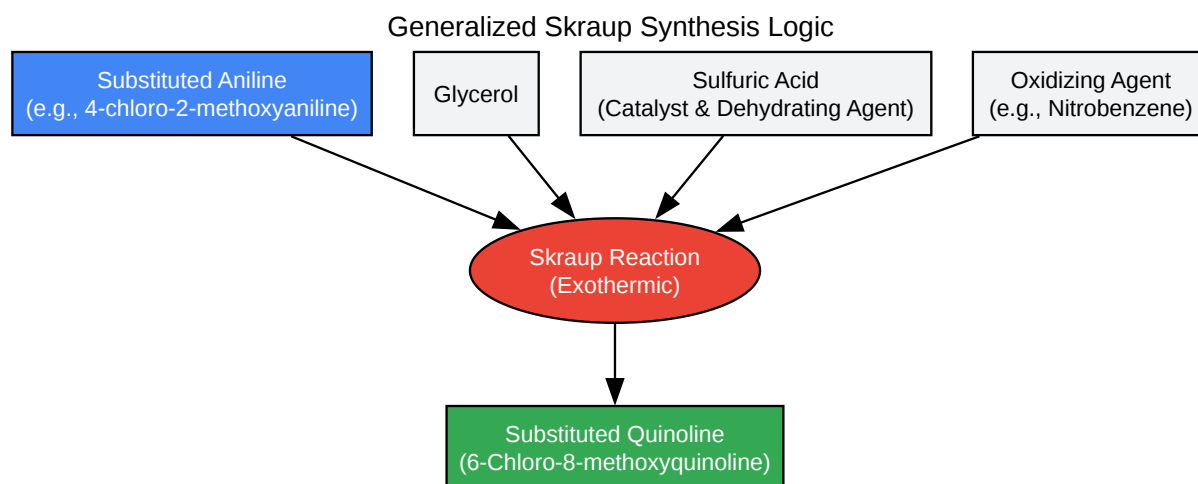 Generalized Skraup Synthesis Logic
Substituted Aniline
(e.g., 4-chloro-2-methoxyaniline)
Glycerol
Sulfuric Acid
(Catalyst & Dehydrating Agent)
Oxidizing Agent
(e.g., Nitrobenzene)
Skraup Reaction
(Exothermic)
Substituted Quinoline
(6-Chloro-8-methoxyquinoline)